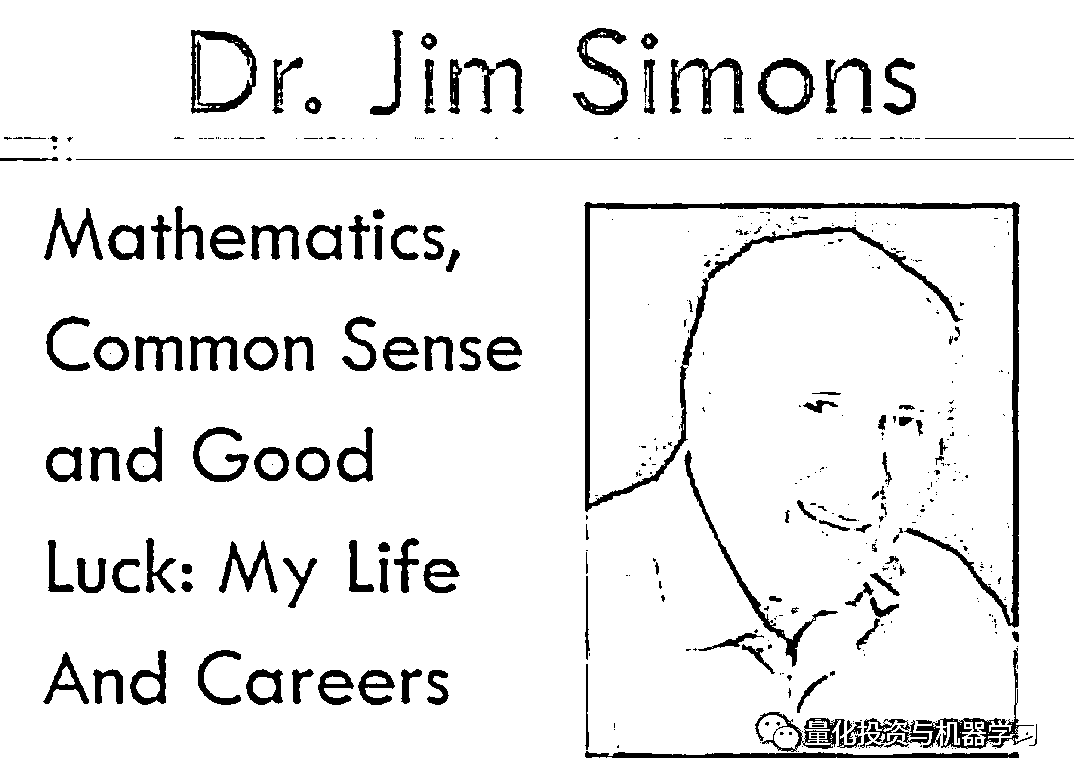 Dr. Jim Simons
Mathematics,
Common Sense
and Good
Luck: My Life
And Careers
量化投资与机器学习